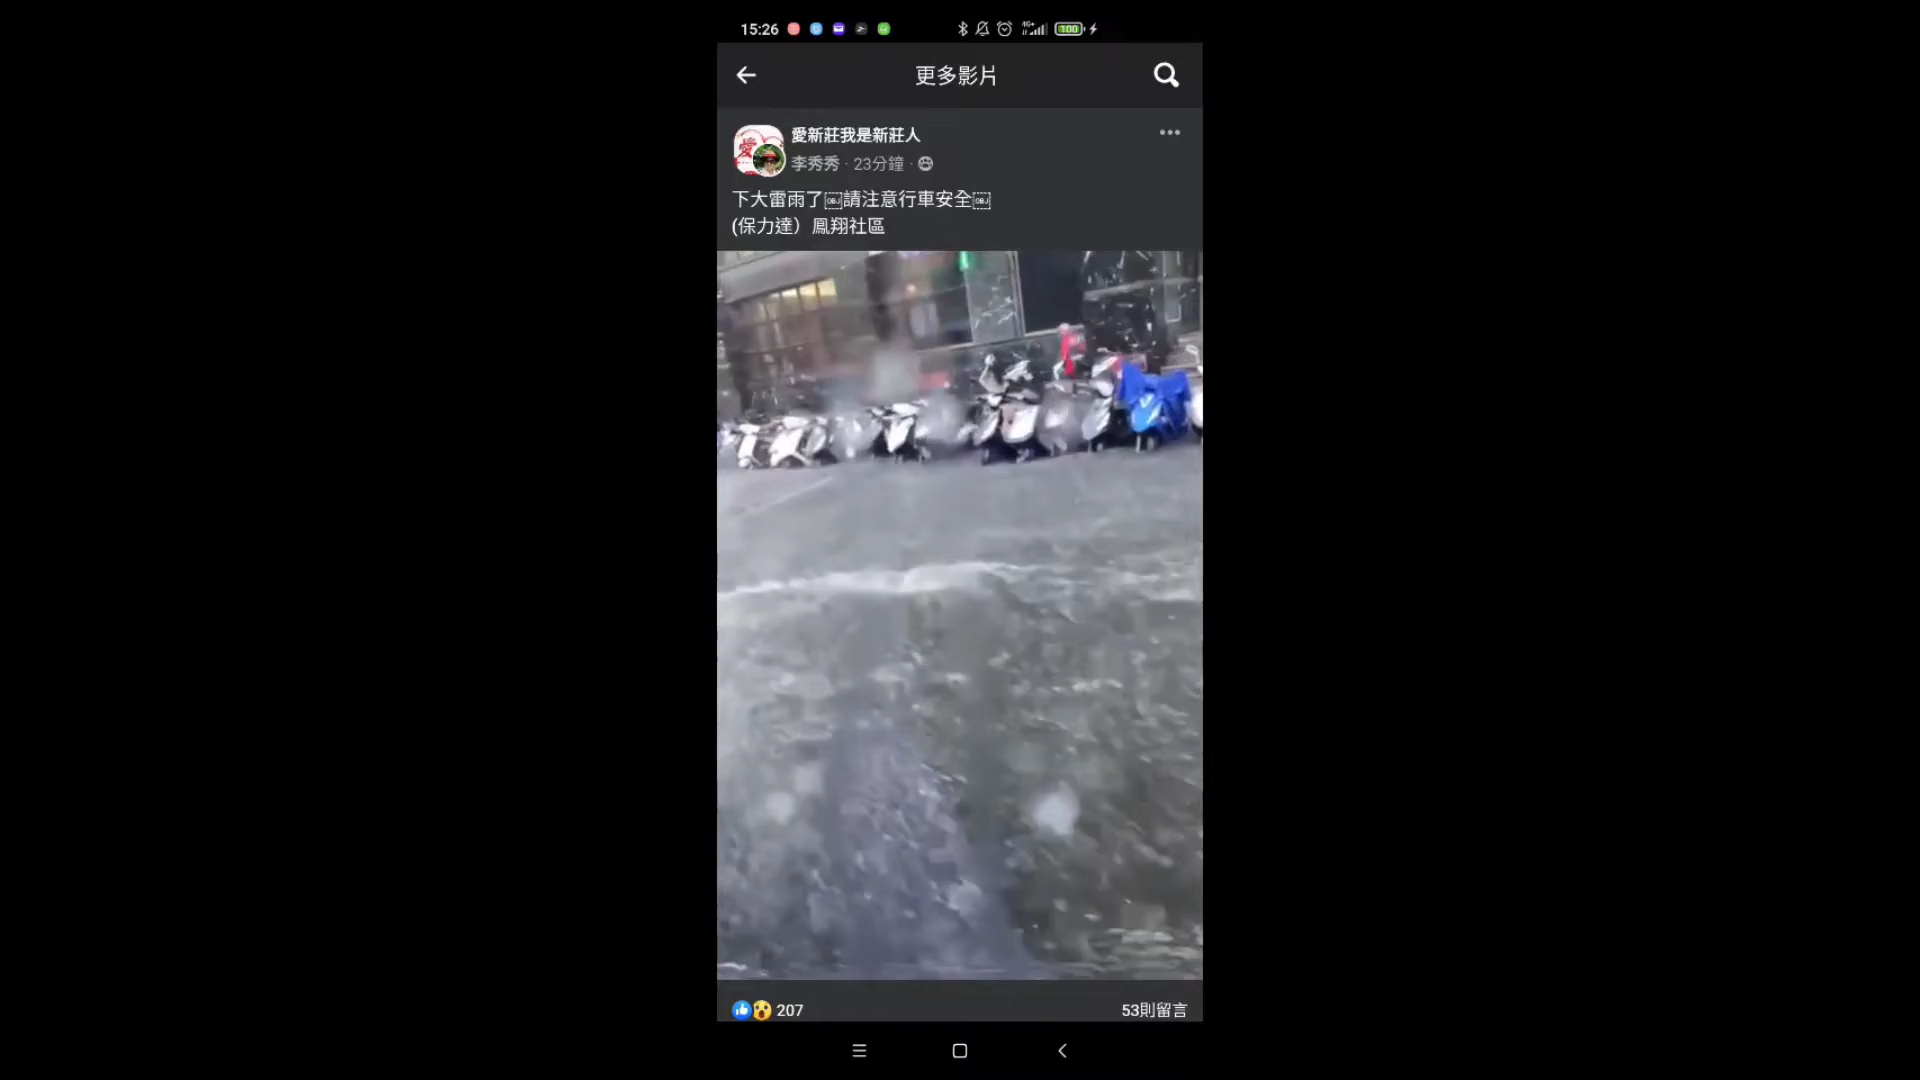 15:26
4G+
100
更多影片
愛新莊我是新莊人
李秀秀 · 23分鐘 ·
下大雷雨了￼請注意行車安全￼
(保力達）鳳翔社區
207
53則留言